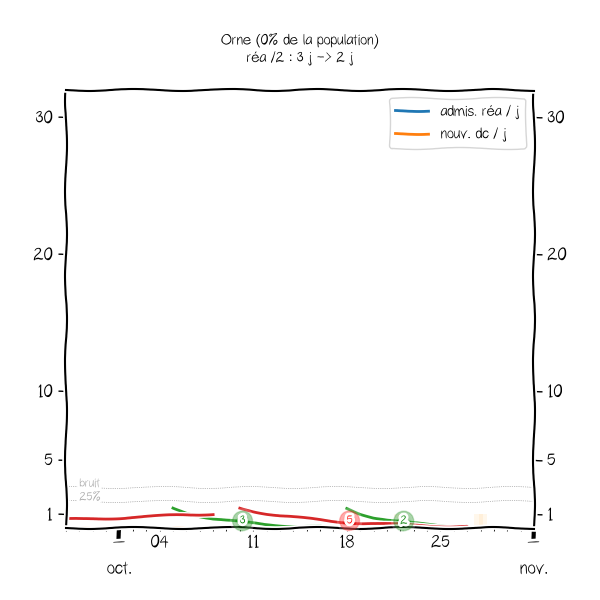 Orne (0% de la population)
réa /2 : 3 j -> 2 j
admis. réa / j
nouv. dc / j
30
30
20
20
10
10
5
5
bruit
25%
1
1
3
5
2
04
11
18
25
oct.
nov.